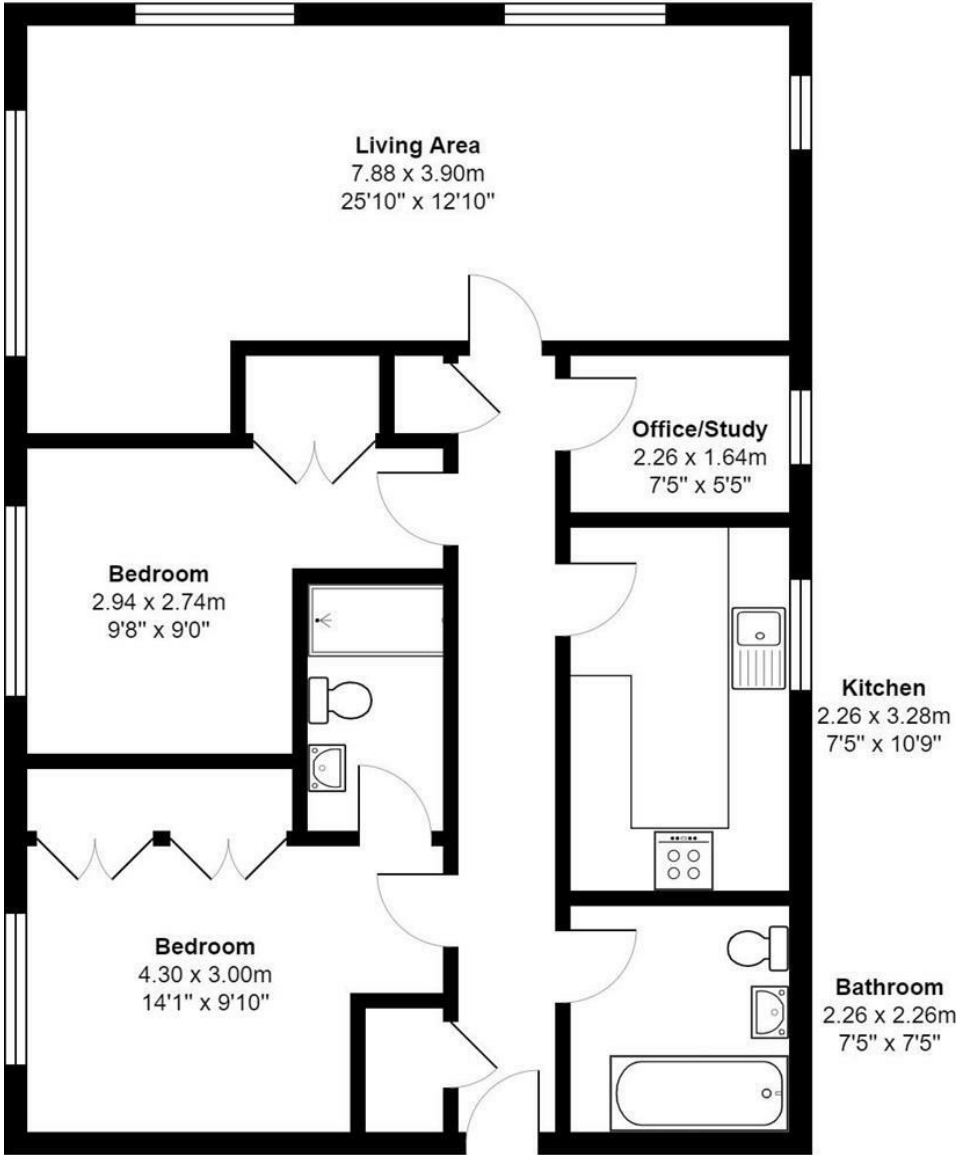 Living Area
7.88 x 3.90m
25'10" x 12'10"
Office/Study
2.26 x 1.64m
7'5" x 5'5"
Bedroom
2.94 x 2.74m
9'8" x 9'0"
Kitchen
2.26 x 3.28m
7'5" x 10'9"
Bedroom
4.30 x 3.00m
14'1" x 9'10"
Bathroom
2.26 x 2.26m
7'5" x 7'5"